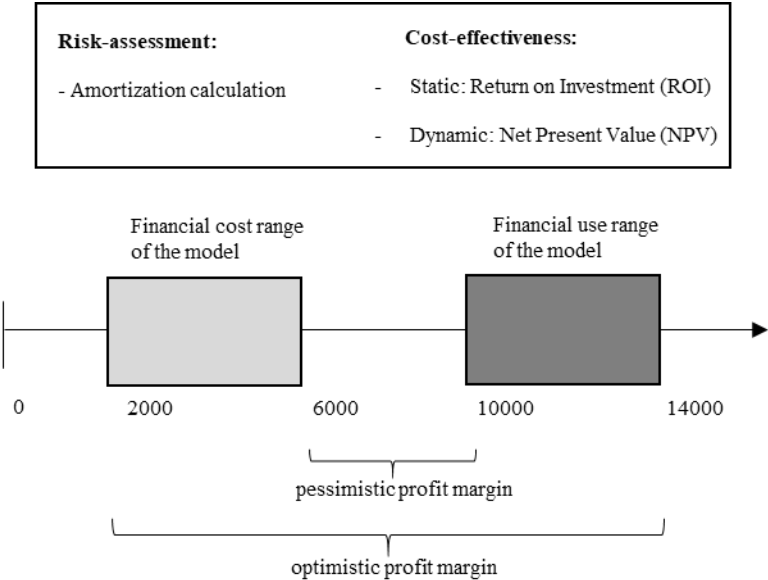 Risk-assessment:
- Amortization calculation
Cost-effectiveness:
- Static: Return on Investment (ROI)
- Dynamic: Net Present Value (NPV)
Financial cost range
of the model
Financial use range
of the model
0 2000 6000 10000 14000
pessimistic profit margin
optimistic profit margin